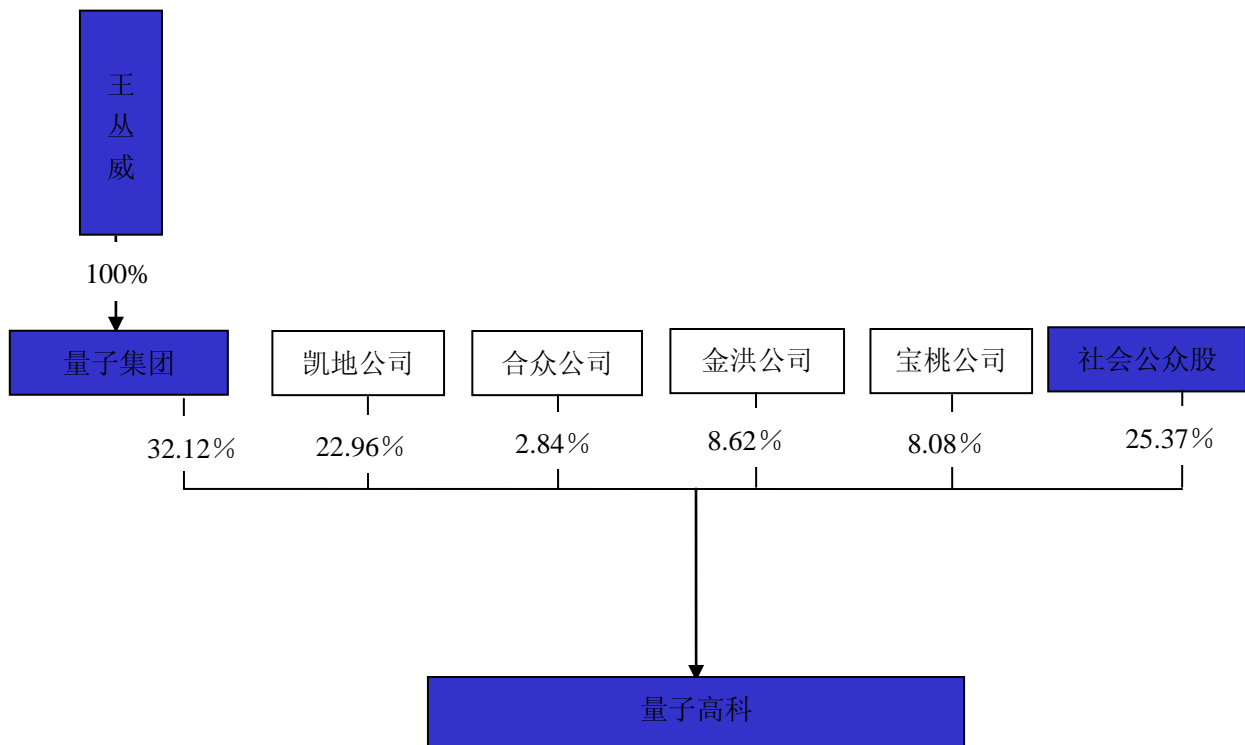 王
丛
威
100%
量子集团
凯地公司
合众公司
金洪公司
宝桃公司
社会公众股
32.12％
22.96％
2.84％
8.62％
8.08％
25.37％
量子高科